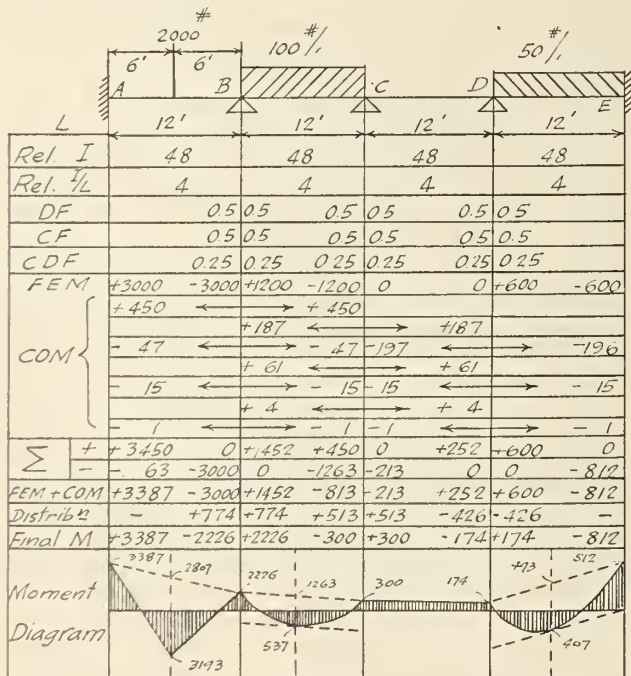 2000 #
100 #/,
50 #/,
6' 6'
A B C D E
L 12' 12' 12' 12'
Rel. I 48 48 48 48
Rel. I/L 4 4 4 4
DF 0.5 0.5 0.5 0.5 0.5 0.5
CF 0.5 0.5 0.5 0.5 0.5 0.5
CDF 0.25 0.25 0.25 0.25 0.25 0.25
FEM +3000 -3000 +1200 -1200 0 0 +600 -600
+450 +450
+187 +187
COM - 47 - 47 -197 -196
+ 61 + 61
- 15 - 15 - 15 - 15
+ 4 + 4
- 1 - 1 - 1 - 1
Σ + + 3450 0 +1452 +450 0 +252 +600 0
- - 63 -3000 0 -1263 -213 0 0 -812
FEM + COM +3387 -3000 +1452 -813 -213 +252 +600 -812
Distribn - +774 +774 +513 +513 -426 -426 -
Final M +3387 -2226 +2226 -300 +300 -174 +174 -812
3387 2807 2226 1263 300 174 493 812
Moment
Diagram
3193 537 407